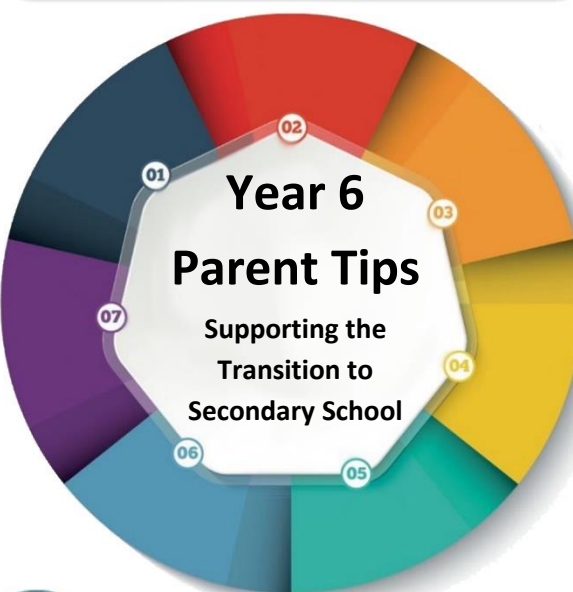 01
02
03
04
05
06
07
Year 6
Parent Tips
Supporting the
Transition to
Secondary School